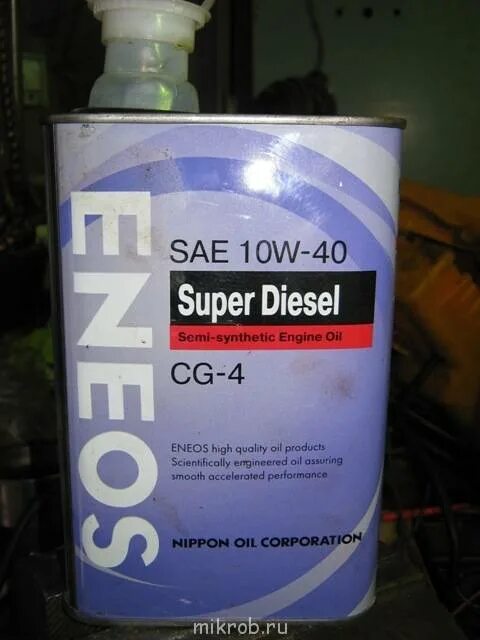 ENEOS
SAE 10W-40
Super Diesel
Semi-synthetic Engine Oil
CG-4
ENEOS high quality oil products
Scientifically engineered oil assuring
smooth accelerated performance
NIPPON OIL CORPORATION
mikrob.ru